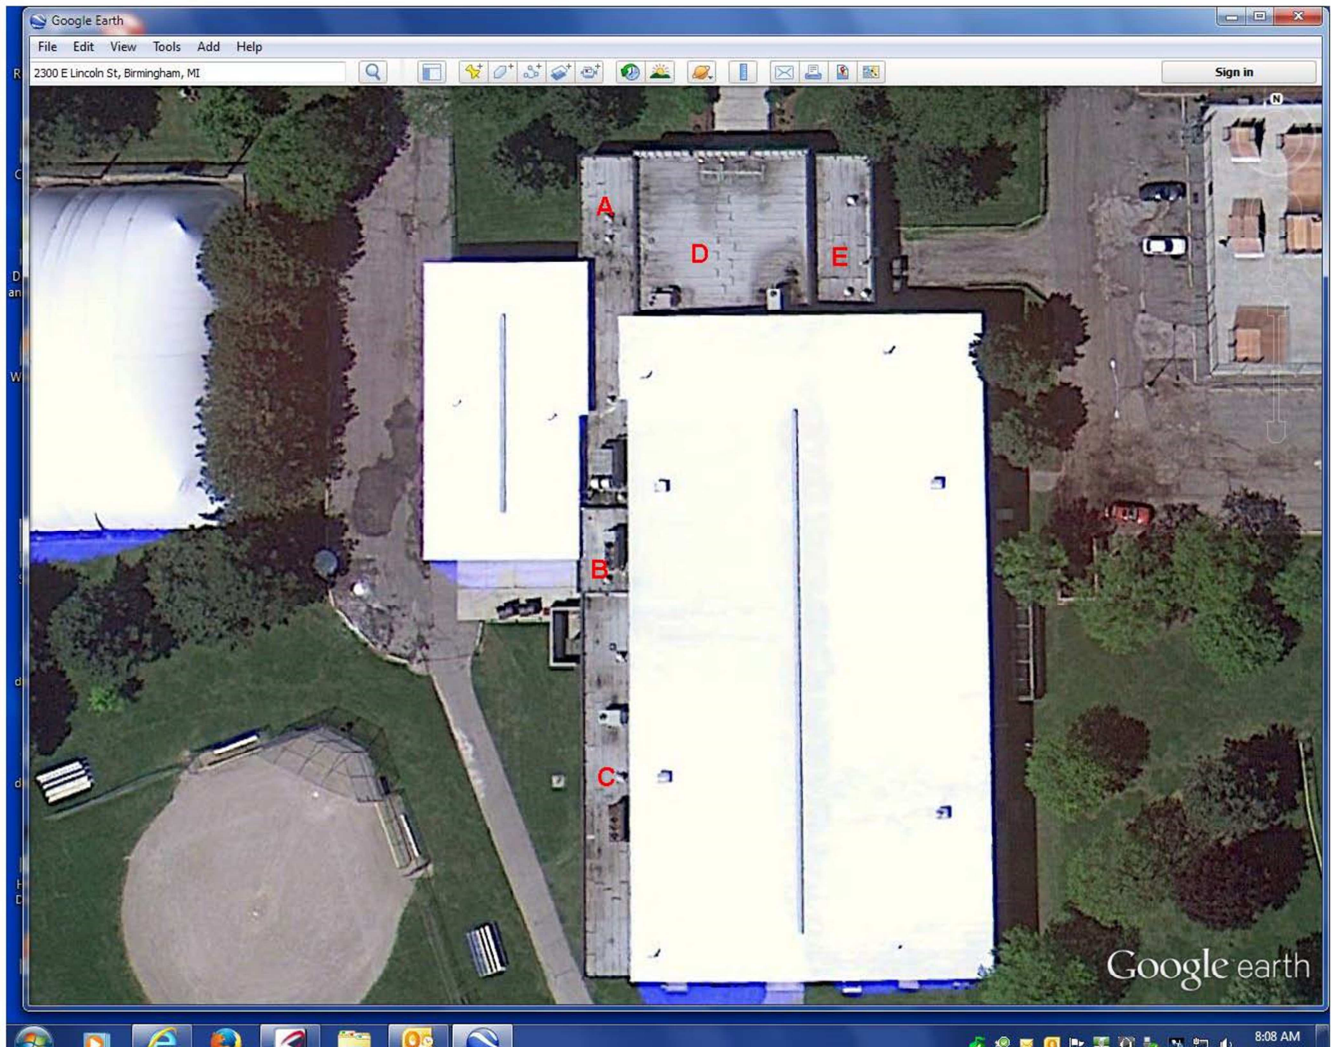 Google Earth
File Edit View Tools Add Help
2300 E Lincoln St, Birmingham, MI
Sign in
N
A
D
E
B
C
Google earth
8:08 AM